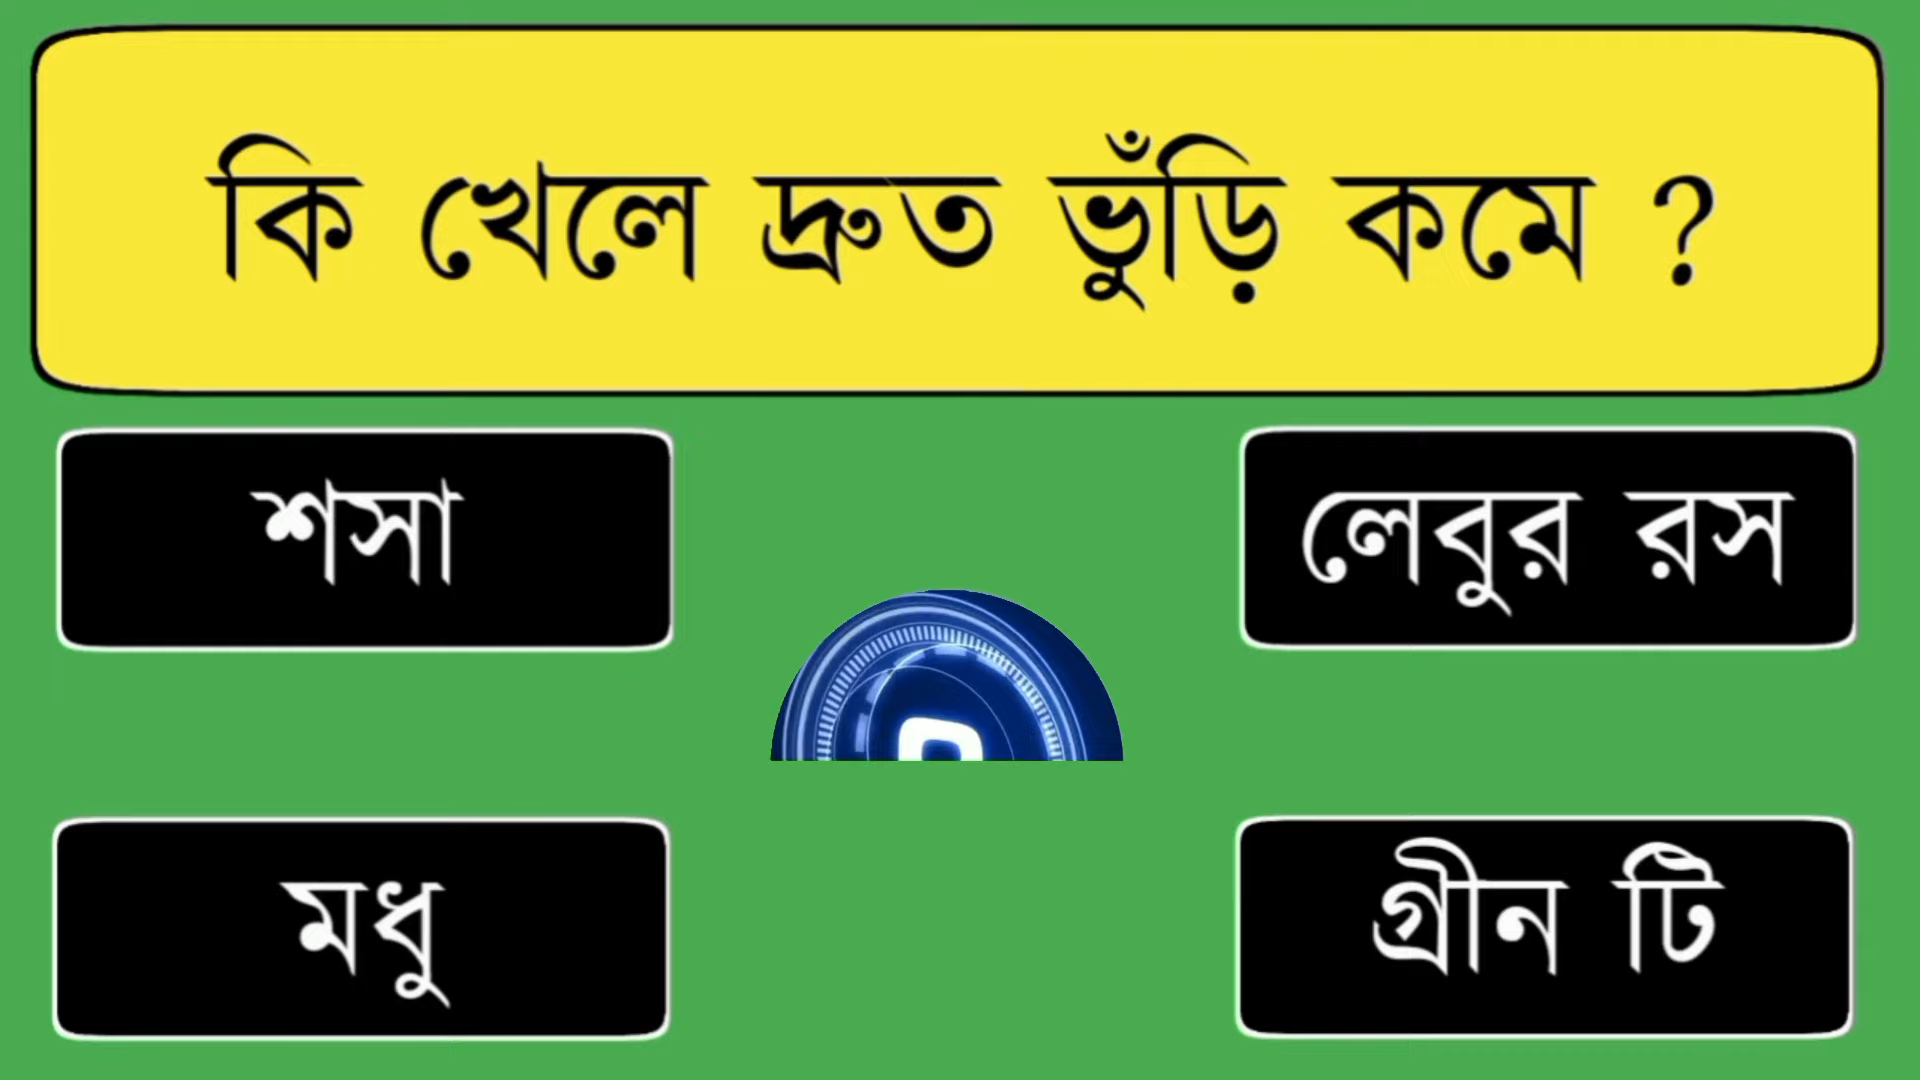 কি খেলে দ্রুত ভুঁড়ি কমে ?
শসা
লেবুর রস
মধু
গ্রীন টি